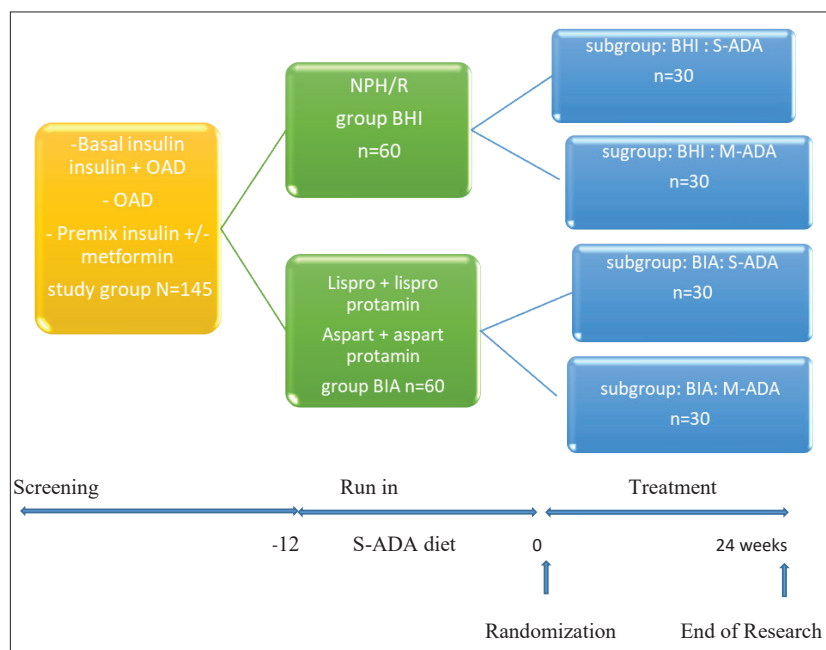 -Basal insulin
insulin + OAD
- OAD
- Premix insulin +/-
metformin
study group N=145
NPH/R
group BHI
n=60
Lispro + lispro
protamin
Aspart + aspart
protamin
group BIA n=60
subgroup: BHI : S-ADA
n=30
sugroup: BHI : M-ADA
n=30
subgroup: BIA: S-ADA
n=30
subgroup: BIA: M-ADA
n=30
Screening
Run in
Treatment
-12
S-ADA diet
0
24 weeks
Randomization
End of Research